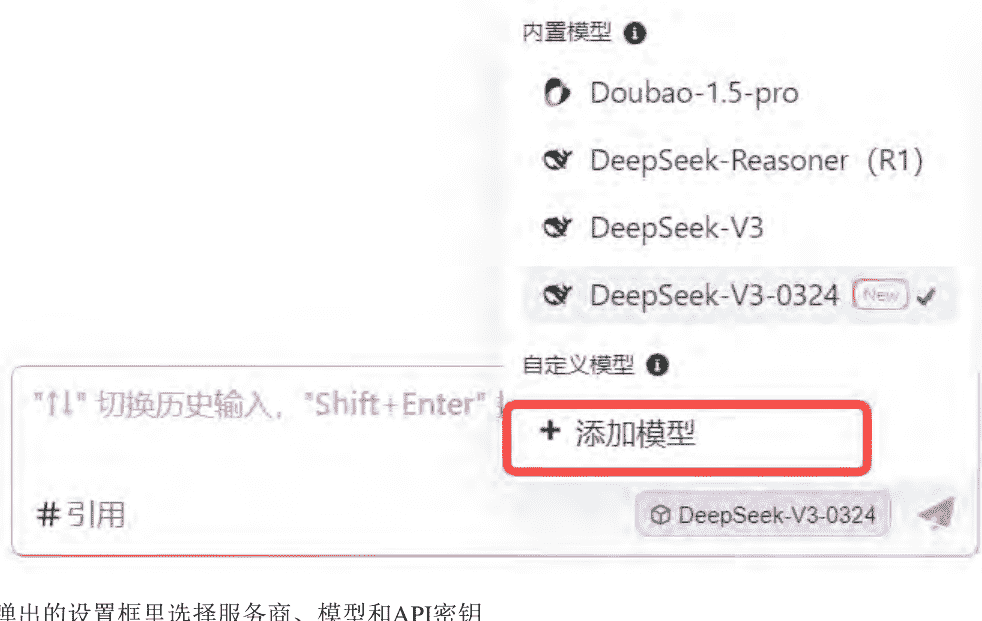 内置模型
Doubao-1.5-pro
DeepSeek-Reasoner (R1)
DeepSeek-V3
DeepSeek-V3-0324 New
自定义模型
"↑↓" 切换历史输入，"Shift+Enter"
+ 添加模型
# 引用
DeepSeek-V3-0324
弹出的设置框里选择服务商、模型和API密钥